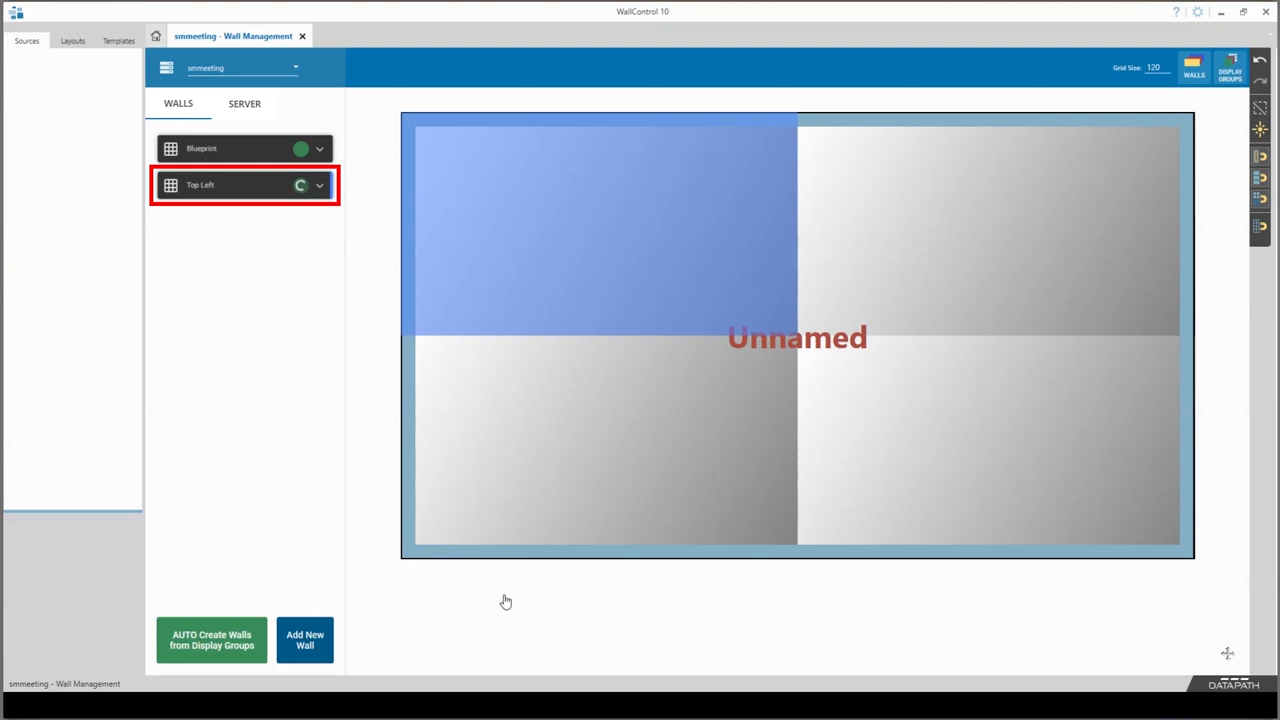 WallControl 10
?
Sources
Layouts
Templates
smmeeting - Wall Management
smmeeting
Grid Size: 120
WALLS
DISPLAY
GROUPS
WALLS
SERVER
Blueprint
Top Left
Unnamed
AUTO Create Walls
from Display Groups
Add New
Wall
smmeeting - Wall Management
DATAPATH